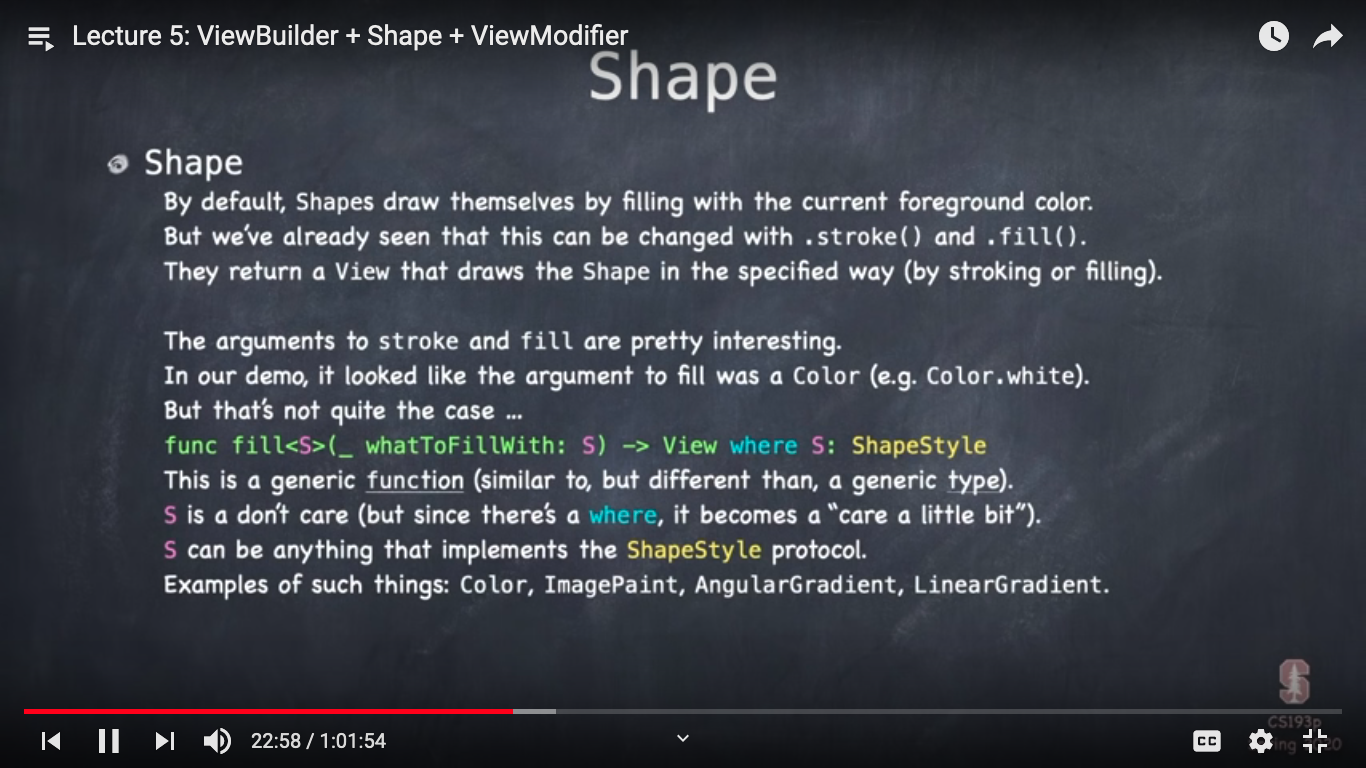 Lecture 5: ViewBuilder + Shape + ViewModifier
Shape
Shape
By default, Shapes draw themselves by filling with the current foreground color.
But we've already seen that this can be changed with .stroke() and .fill().
They return a View that draws the Shape in the specified way (by stroking or filling).
The arguments to stroke and fill are pretty interesting.
In our demo, it looked like the argument to fill was a Color (e.g. Color.white).
But that's not quite the case …
func fill<S>(_ whatToFillWith: S) -> View where S: ShapeStyle
This is a generic function (similar to, but different than, a generic type).
S is a don't care (but since there's a where, it becomes a “care a little bit”).
S can be anything that implements the ShapeStyle protocol.
Examples of such things: Color, ImagePaint, AngularGradient, LinearGradient.
S
CS193p
22:58 / 1:01:54
CC